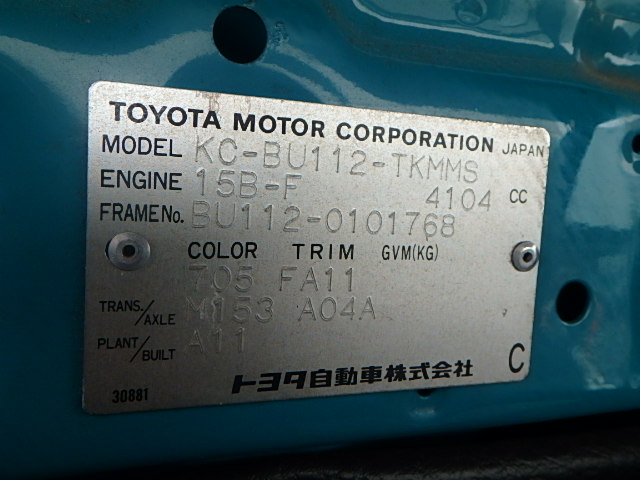 TOYOTA MOTOR CORPORATION JAPAN
MODEL KC-BU112-TKMMS
ENGINE 15B-F 4104 CC
FRAME No. BU112-0101768
COLOR TRIM GVM(KG)
705 FA11
TRANS./AXLE M153 A04A
PLANT/BUILT A11
トヨタ自動車株式会社 C
30881